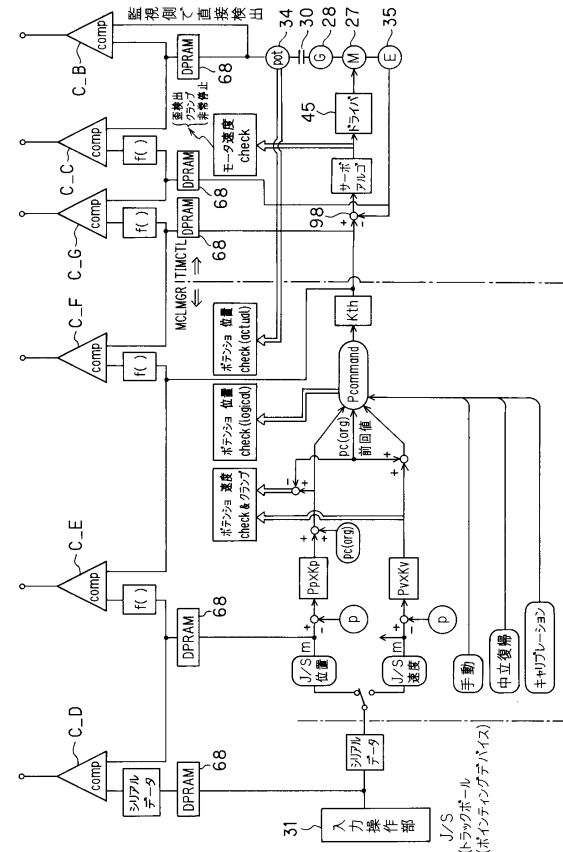 C_D
C_E
C_F
C_G
C_C
C_B
comp
comp
comp
comp
comp
comp
シリアル
データ
f( )
f( )
f( )
f( )
監視側で直接検出
DPRAM
68
DPRAM
68
DPRAM
68
DPRAM
68
DPRAM
68
MCLMGR
ITIMCTL
直検出
クランプ
非常停止
モータ速度
check
ポテンショ 速度
check & クランプ
ポテンショ 位置
check (logical)
ポテンショ 位置
check (actual)
pot
34
30
G
28
M
27
E
35
ドライバ
45
サーボ
アルゴ
98
+
-
Kth
Pcommand
pc(org)
前回値
+
-
+
+
+
+
pc(org)
PpxKp
PvxKv
+
-
p
+
-
p
m
m
J/S
位置
J/S
速度
手動
中立復帰
キャリブレーション
シリアル
データ
入力操作部
31
J/S
(トラックボール
(ポインティングデバイス)